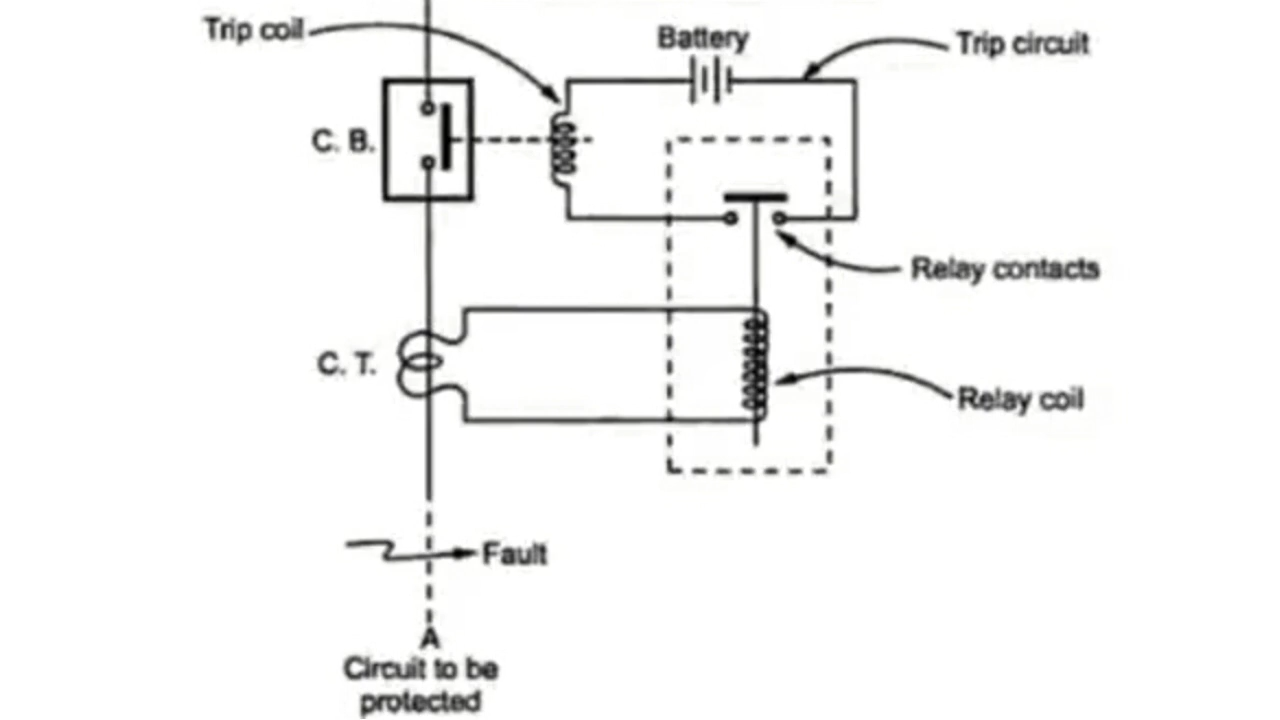 Trip coil
Battery
Trip circuit
C. B.
Relay contacts
C. T.
Relay coil
Fault
A
Circuit to be
protected